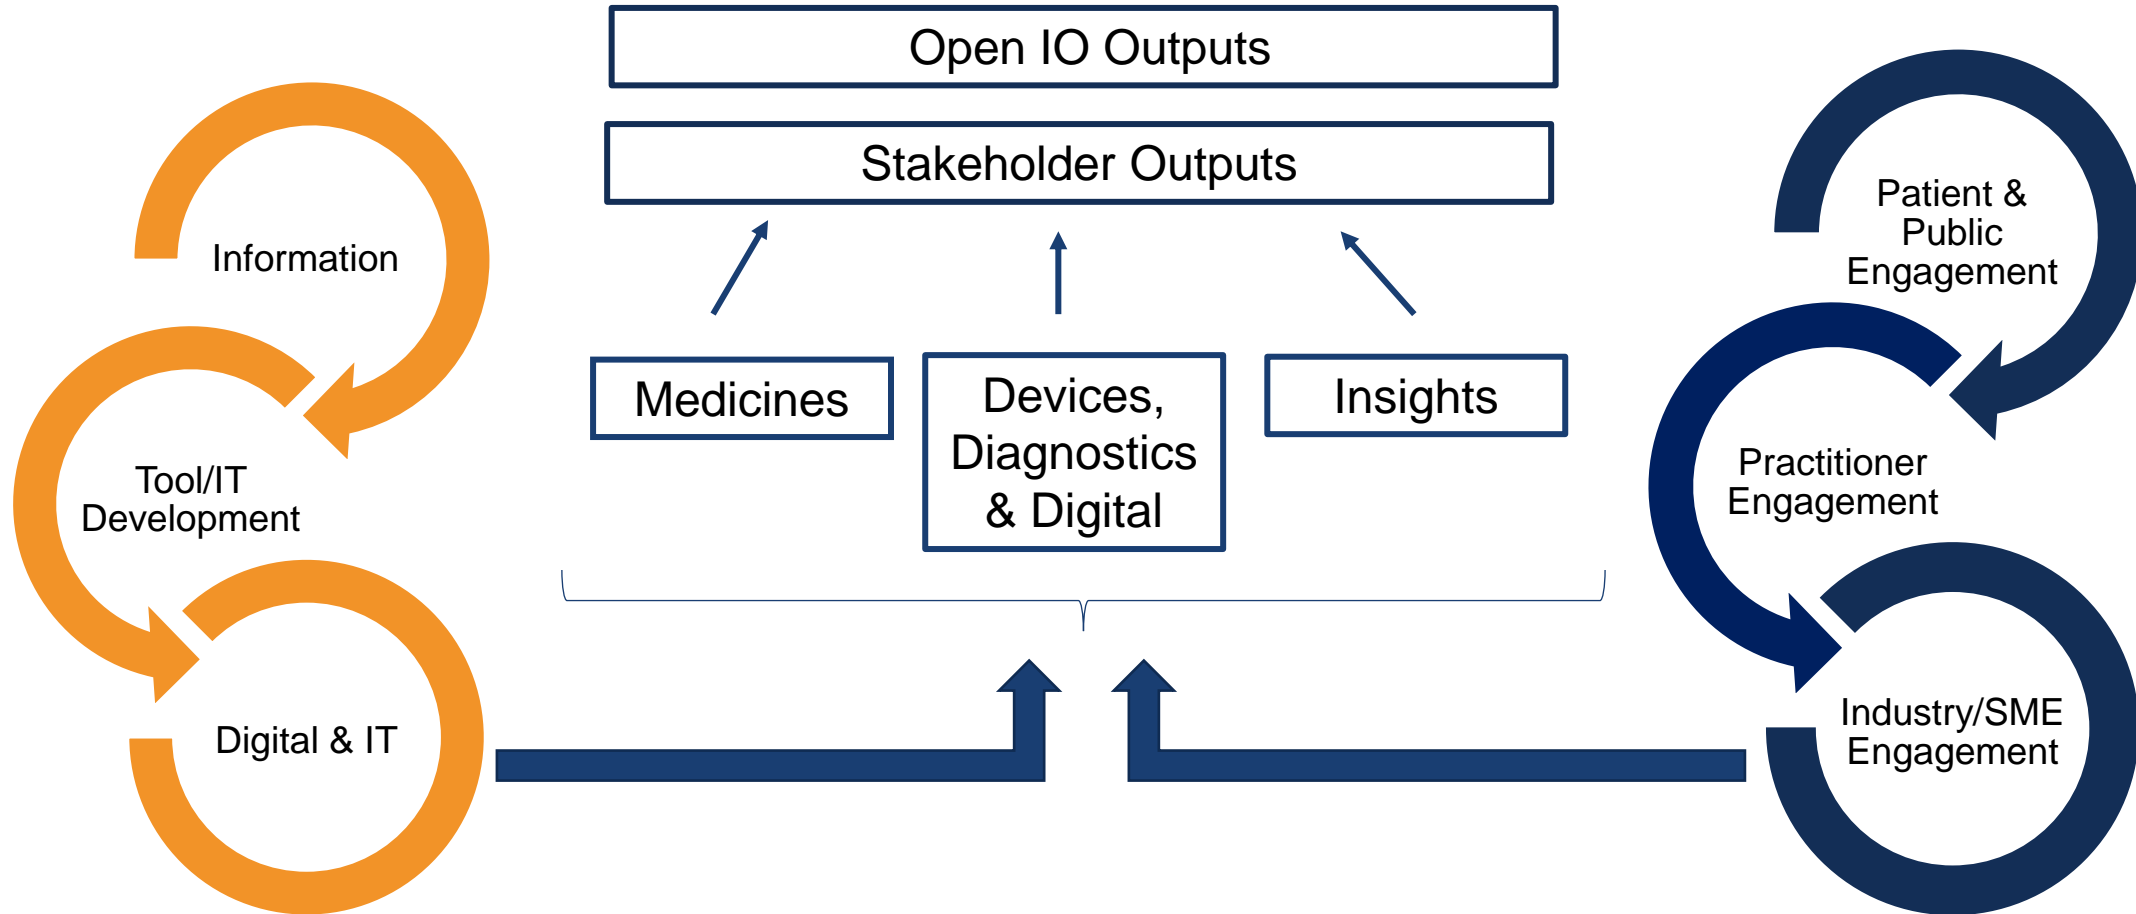 Open IO Outputs
Stakeholder Outputs
Information
Tool/IT
Development
Digital & IT
Medicines
Devices,
Diagnostics
& Digital
Insights
Patient &
Public
Engagement
Practitioner
Engagement
Industry/SME
Engagement